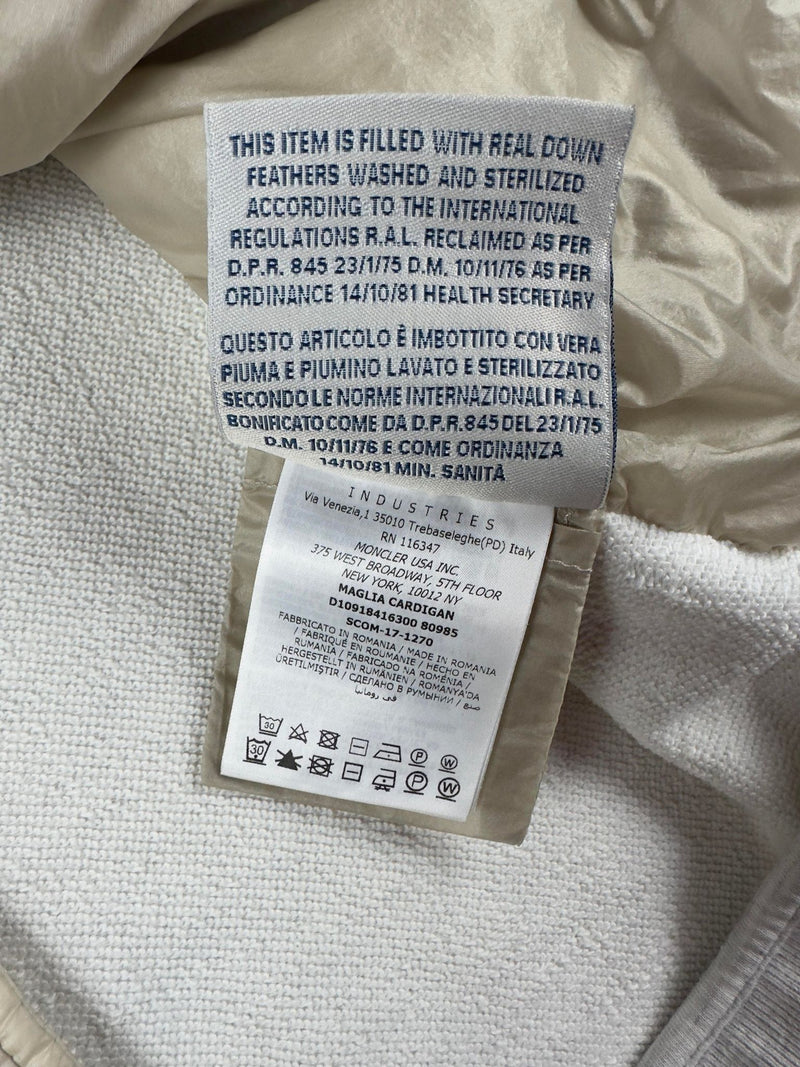 THIS ITEM IS FILLED WITH REAL DOWN
FEATHERS WASHED AND STERILIZED
ACCORDING TO THE INTERNATIONAL
REGULATIONS R.A.L. RECLAIMED AS PER
D.P.R. 845 23/1/75 D.M. 10/11/76 AS PER
ORDINANCE 14/10/81 HEALTH SECRETARY
QUESTO ARTICOLO È IMBOTTITO CON VERA
PIUMA E PIUMINO LAVATO E STERILIZZATO
SECONDO LE NORME INTERNAZIONALI R.A.L.
BONIFICATO COME DA D.P.R. 845 DEL 23/1/75
D.M. 10/11/76 E COME ORDINANZA
14/10/81 MIN. SANITÀ
INDUSTRIES
Via Venezia,1 35010 Trebaseleghe(PD) Italy
RN 116347
MONCLER USA INC.
375 WEST BROADWAY, 5TH FLOOR
NEW YORK, 10012 NY
MAGLIA CARDIGAN
D10918416300 80985
SCOM-17-1270
FABBRICATO IN ROMANIA / MADE IN ROMANIA
/ FABRIQUÉ EN ROUMANIE / HECHO EN
RUMANIA / FABRICADO NA ROMÉNIA /
HERGESTELLT IN RUMÄNIEN / ROMANYA'DA
ÜRETILMIŞTIR / СДЕЛАНО В РУМЫНИИ / صنع
في رومانيا
30 P W
30 P W